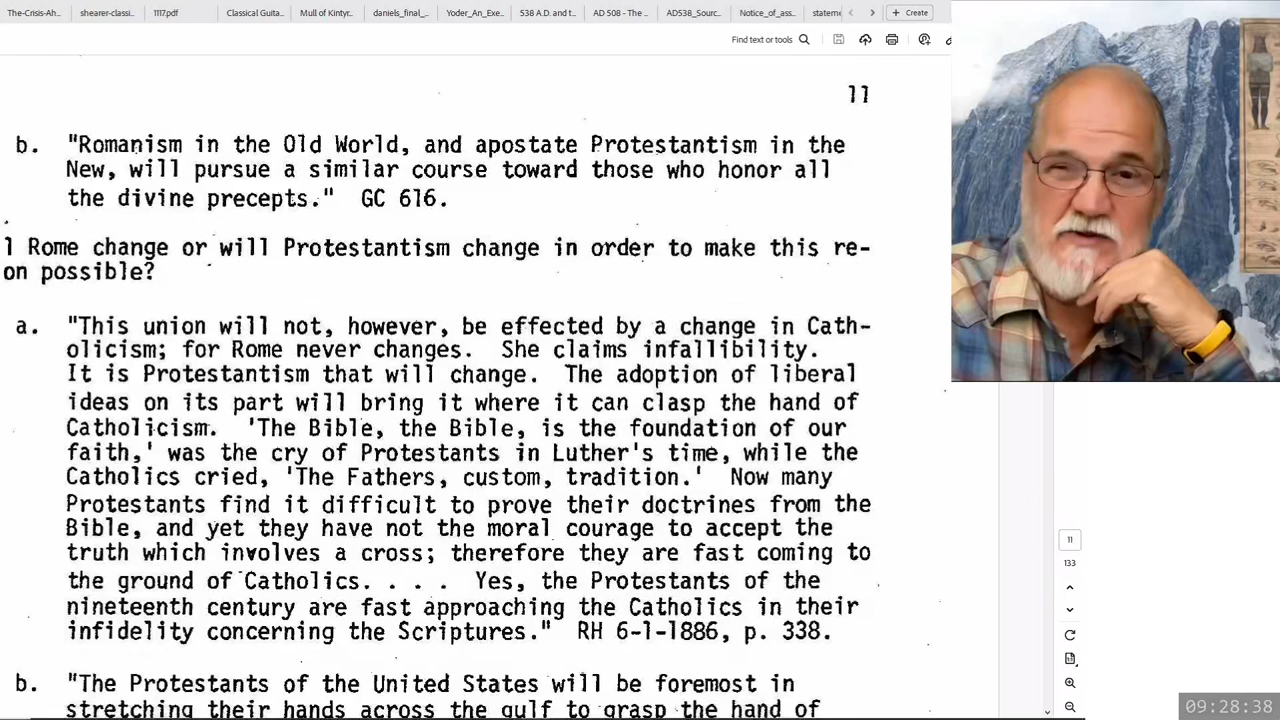 The-Crisis-Ah...
shearer-classi...
1117.pdf
Classical Guita...
Mull of Kintyr...
daniels_final_...
Yoder_An_Exe...
538 A.D. and t...
AD 508 - The ...
AD538_Sourc...
Notice_of_ass...
stateme
+ Create
Find text or tools
11
b. "Romanism in the Old World, and apostate Protestantism in the
New, will pursue a similar course toward those who honor all
the divine precepts." GC 616.
l Rome change or will Protestantism change in order to make this re-
on possible?
a. "This union will not, however, be effected by a change in Cath-
olicism; for Rome never changes. She claims infallibility.
It is Protestantism that will change. The adoption of liberal
ideas on its part will bring it where it can clasp the hand of
Catholicism. 'The Bible, the Bible, is the foundation of our
faith,' was the cry of Protestants in Luther's time, while the
Catholics cried, 'The Fathers, custom, tradition.' Now many
Protestants find it difficult to prove their doctrines from the
Bible, and yet they have not the moral courage to accept the
truth which involves a cross; therefore they are fast coming to
the ground of Catholics. . . . Yes, the Protestants of the
nineteenth century are fast approaching the Catholics in their
infidelity concerning the Scriptures." RH 6-1-1886, p. 338.
b. "The Protestants of the United States will be foremost in
stretching their hands across the gulf to grasp the hand of
11
133
09:28:38